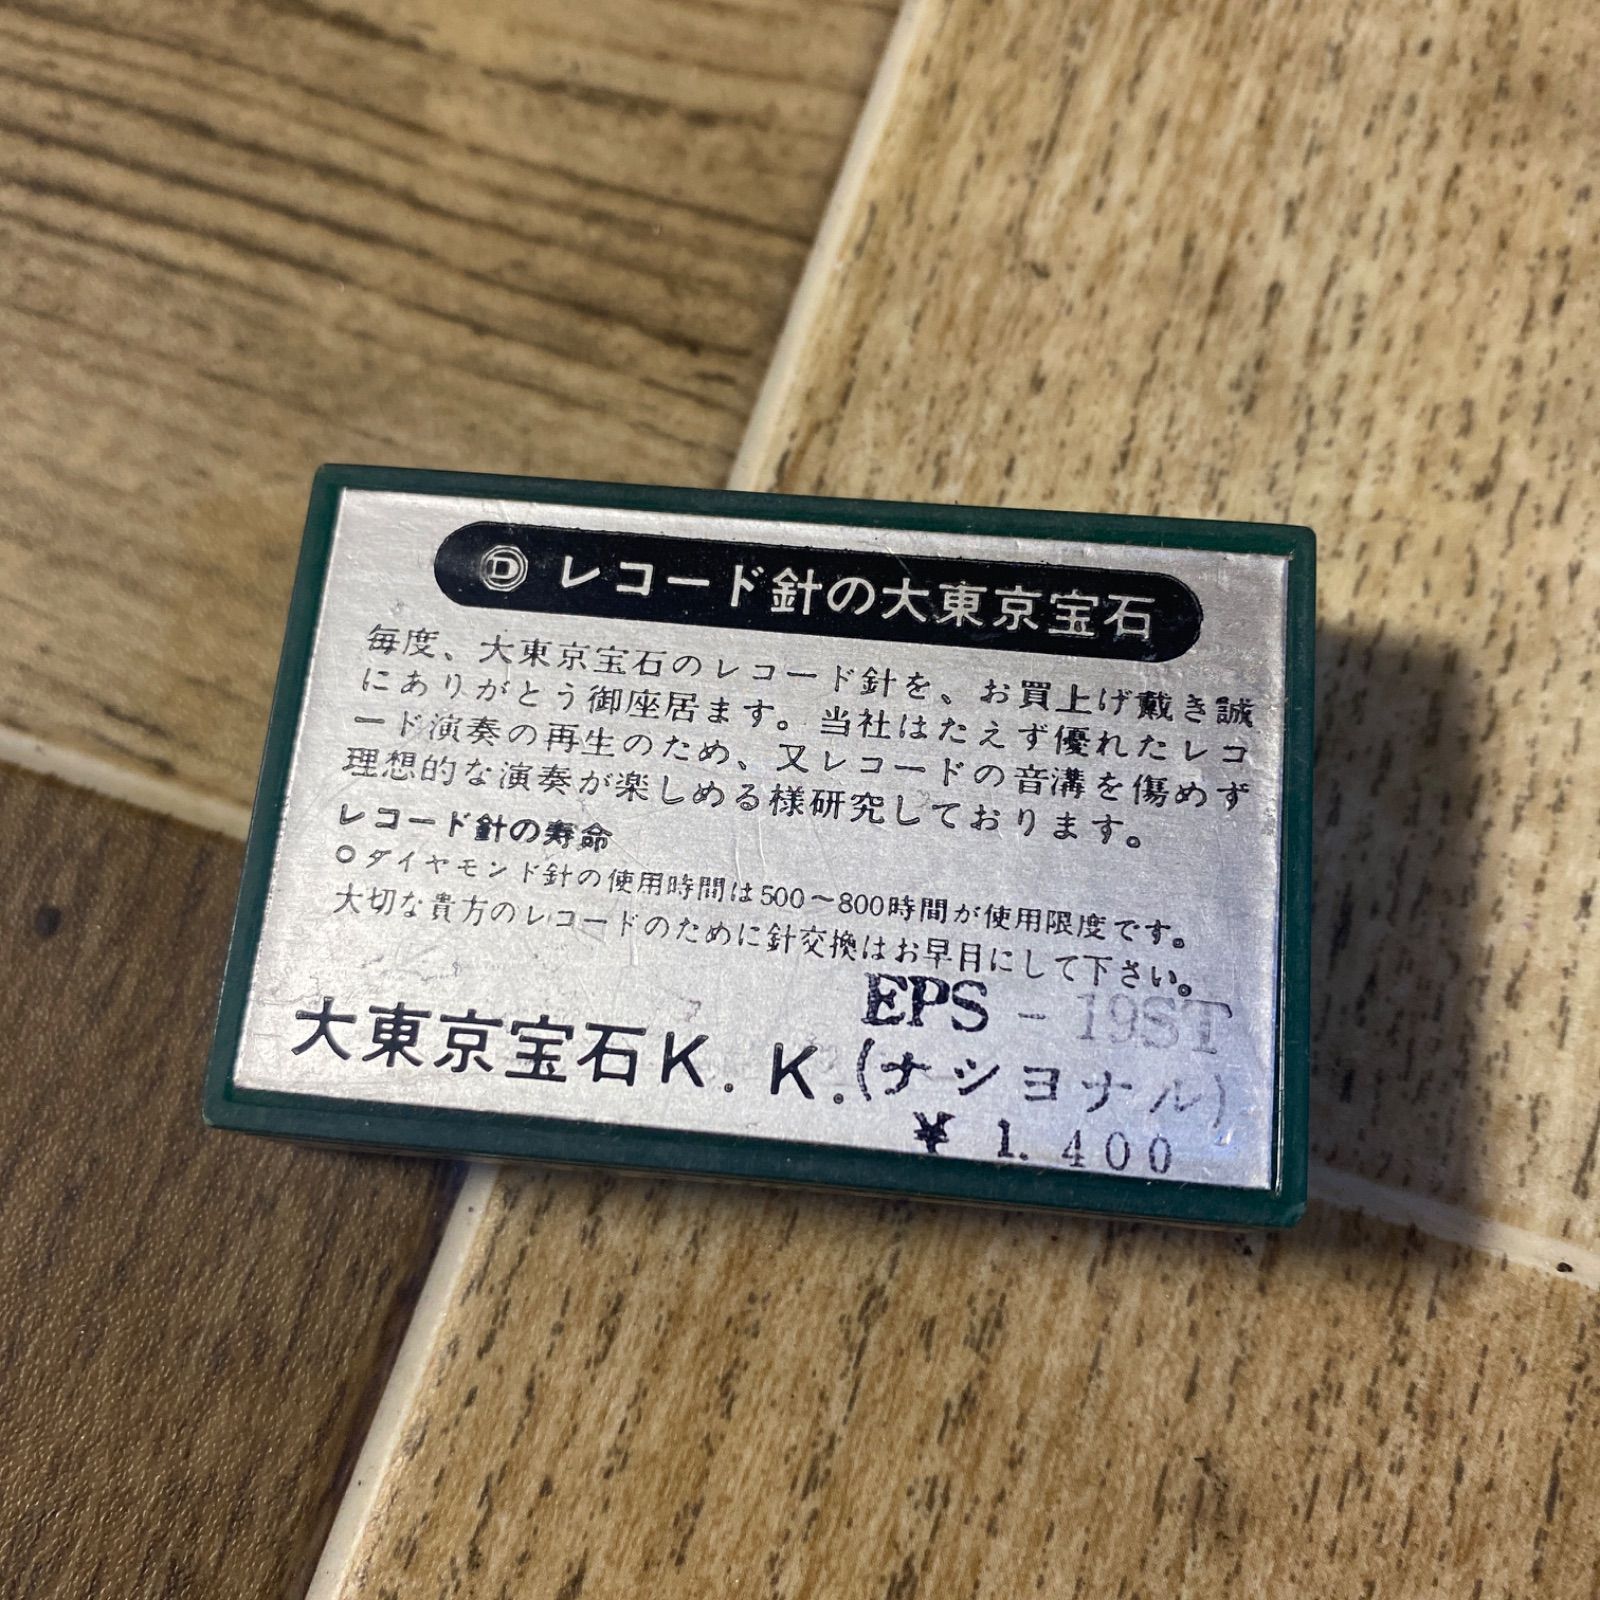 D レコード針の大東京宝石
毎度、大東京宝石のレコード針を、お買上げ戴き誠
にありがとう御座居ます。当社はたえず優れたレコ
ード演奏の再生のため、又レコードの音溝を傷めず
理想的な演奏が楽しめる様研究しております。
レコード針の寿命
○ダイヤモンド針の使用時間は500~800時間が使用限度です。
大切な貴方のレコードのために針交換はお早目にして下さい。
EPS - 19ST
大東京宝石K.K.(ナショナル)
¥1.400